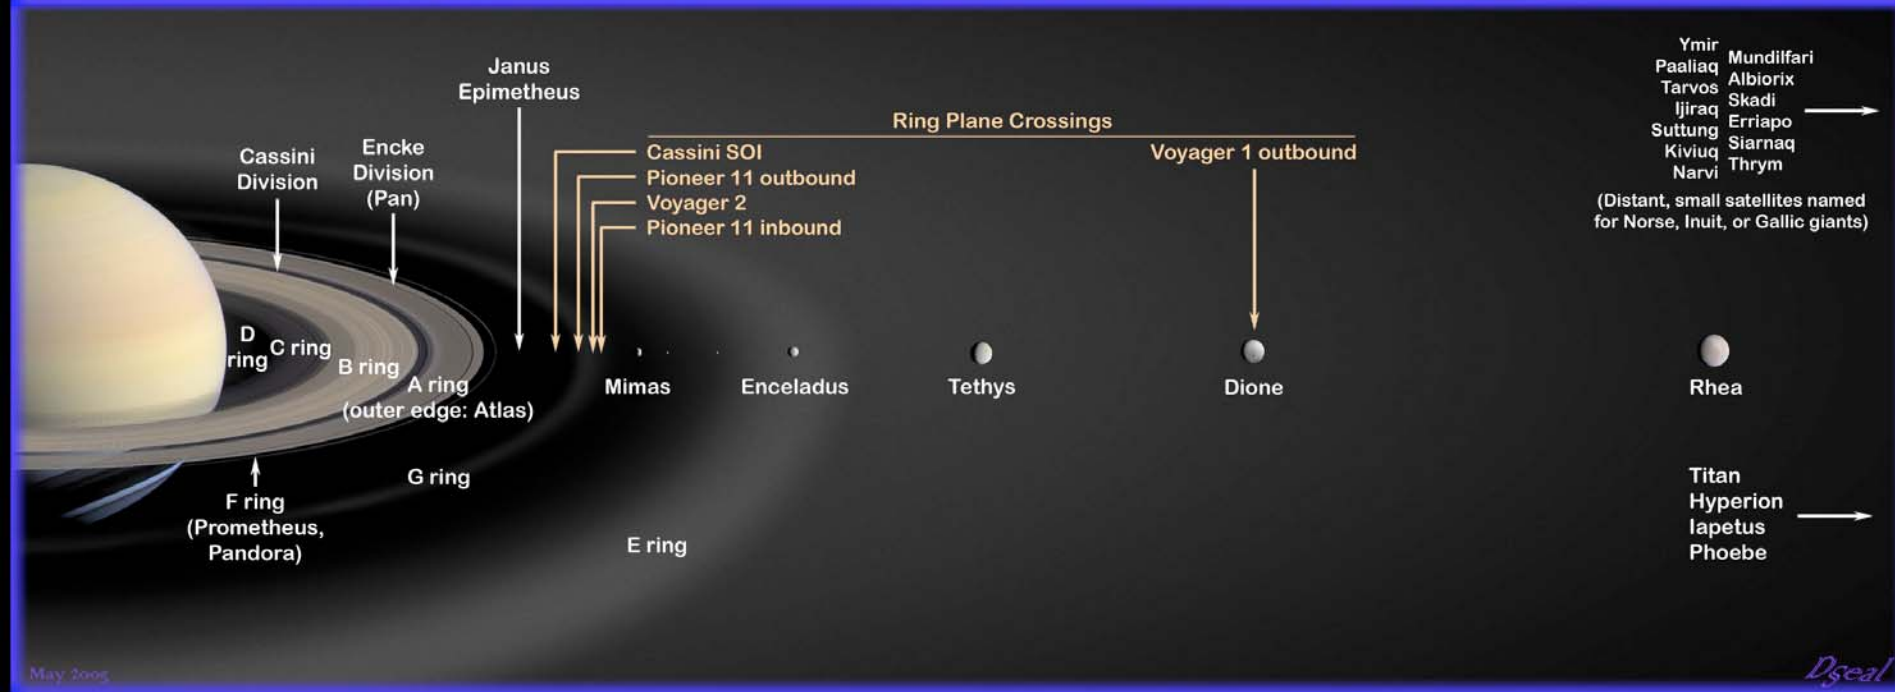 Janus
Epimetheus
Cassini
Division
Encke
Division
(Pan)
Ring Plane Crossings
Cassini SOI
Pioneer 11 outbound
Voyager 2
Pioneer 11 inbound
Voyager 1 outbound
Ymir
Paaliaq
Tarvos
Ijiraq
Suttung
Kiviuq
Narvi
Mundilfari
Albiorix
Skadi
Erriapo
Siarnaq
Thrym
(Distant, small satellites named
for Norse, Inuit, or Gallic giants)
D
ring
C ring
B ring
A ring
(outer edge: Atlas)
Mimas
Enceladus
Tethys
Dione
Rhea
G ring
F ring
(Prometheus,
Pandora)
E ring
Titan
Hyperion
Iapetus
Phoebe
May 2005
Dseal